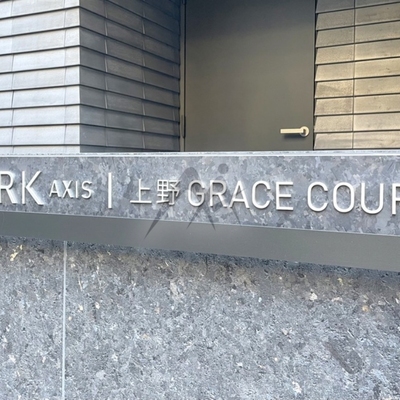 RK AXIS | 上野 GRACE COUR